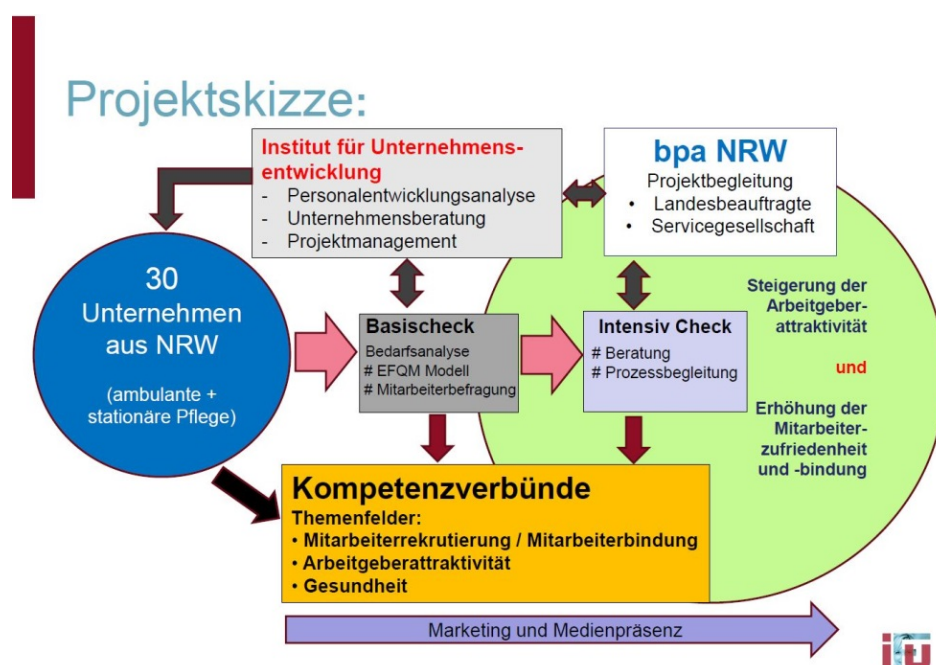 Projektskizze:
Institut für Unternehmens-
entwicklung
- Personalentwicklungsanalyse
- Unternehmensberatung
- Projektmanagement
bpa NRW
Projektbegleitung
• Landesbeauftragte
• Servicegesellschaft
30
Unternehmen
aus NRW
(ambulante +
stationäre Pflege)
Basischeck
Bedarfsanalyse
# EFQM Modell
# Mitarbeiterbefragung
Intensiv Check
# Beratung
# Prozessbegleitung
Steigerung der
Arbeitgeber-
attraktivität
und
Erhöhung der
Mitarbeiter-
zufriedenheit
und -bindung
Kompetenzverbünde
Themenfelder:
• Mitarbeiterrekrutierung / Mitarbeiterbindung
• Arbeitgeberattraktivität
• Gesundheit
Marketing und Medienpräsenz